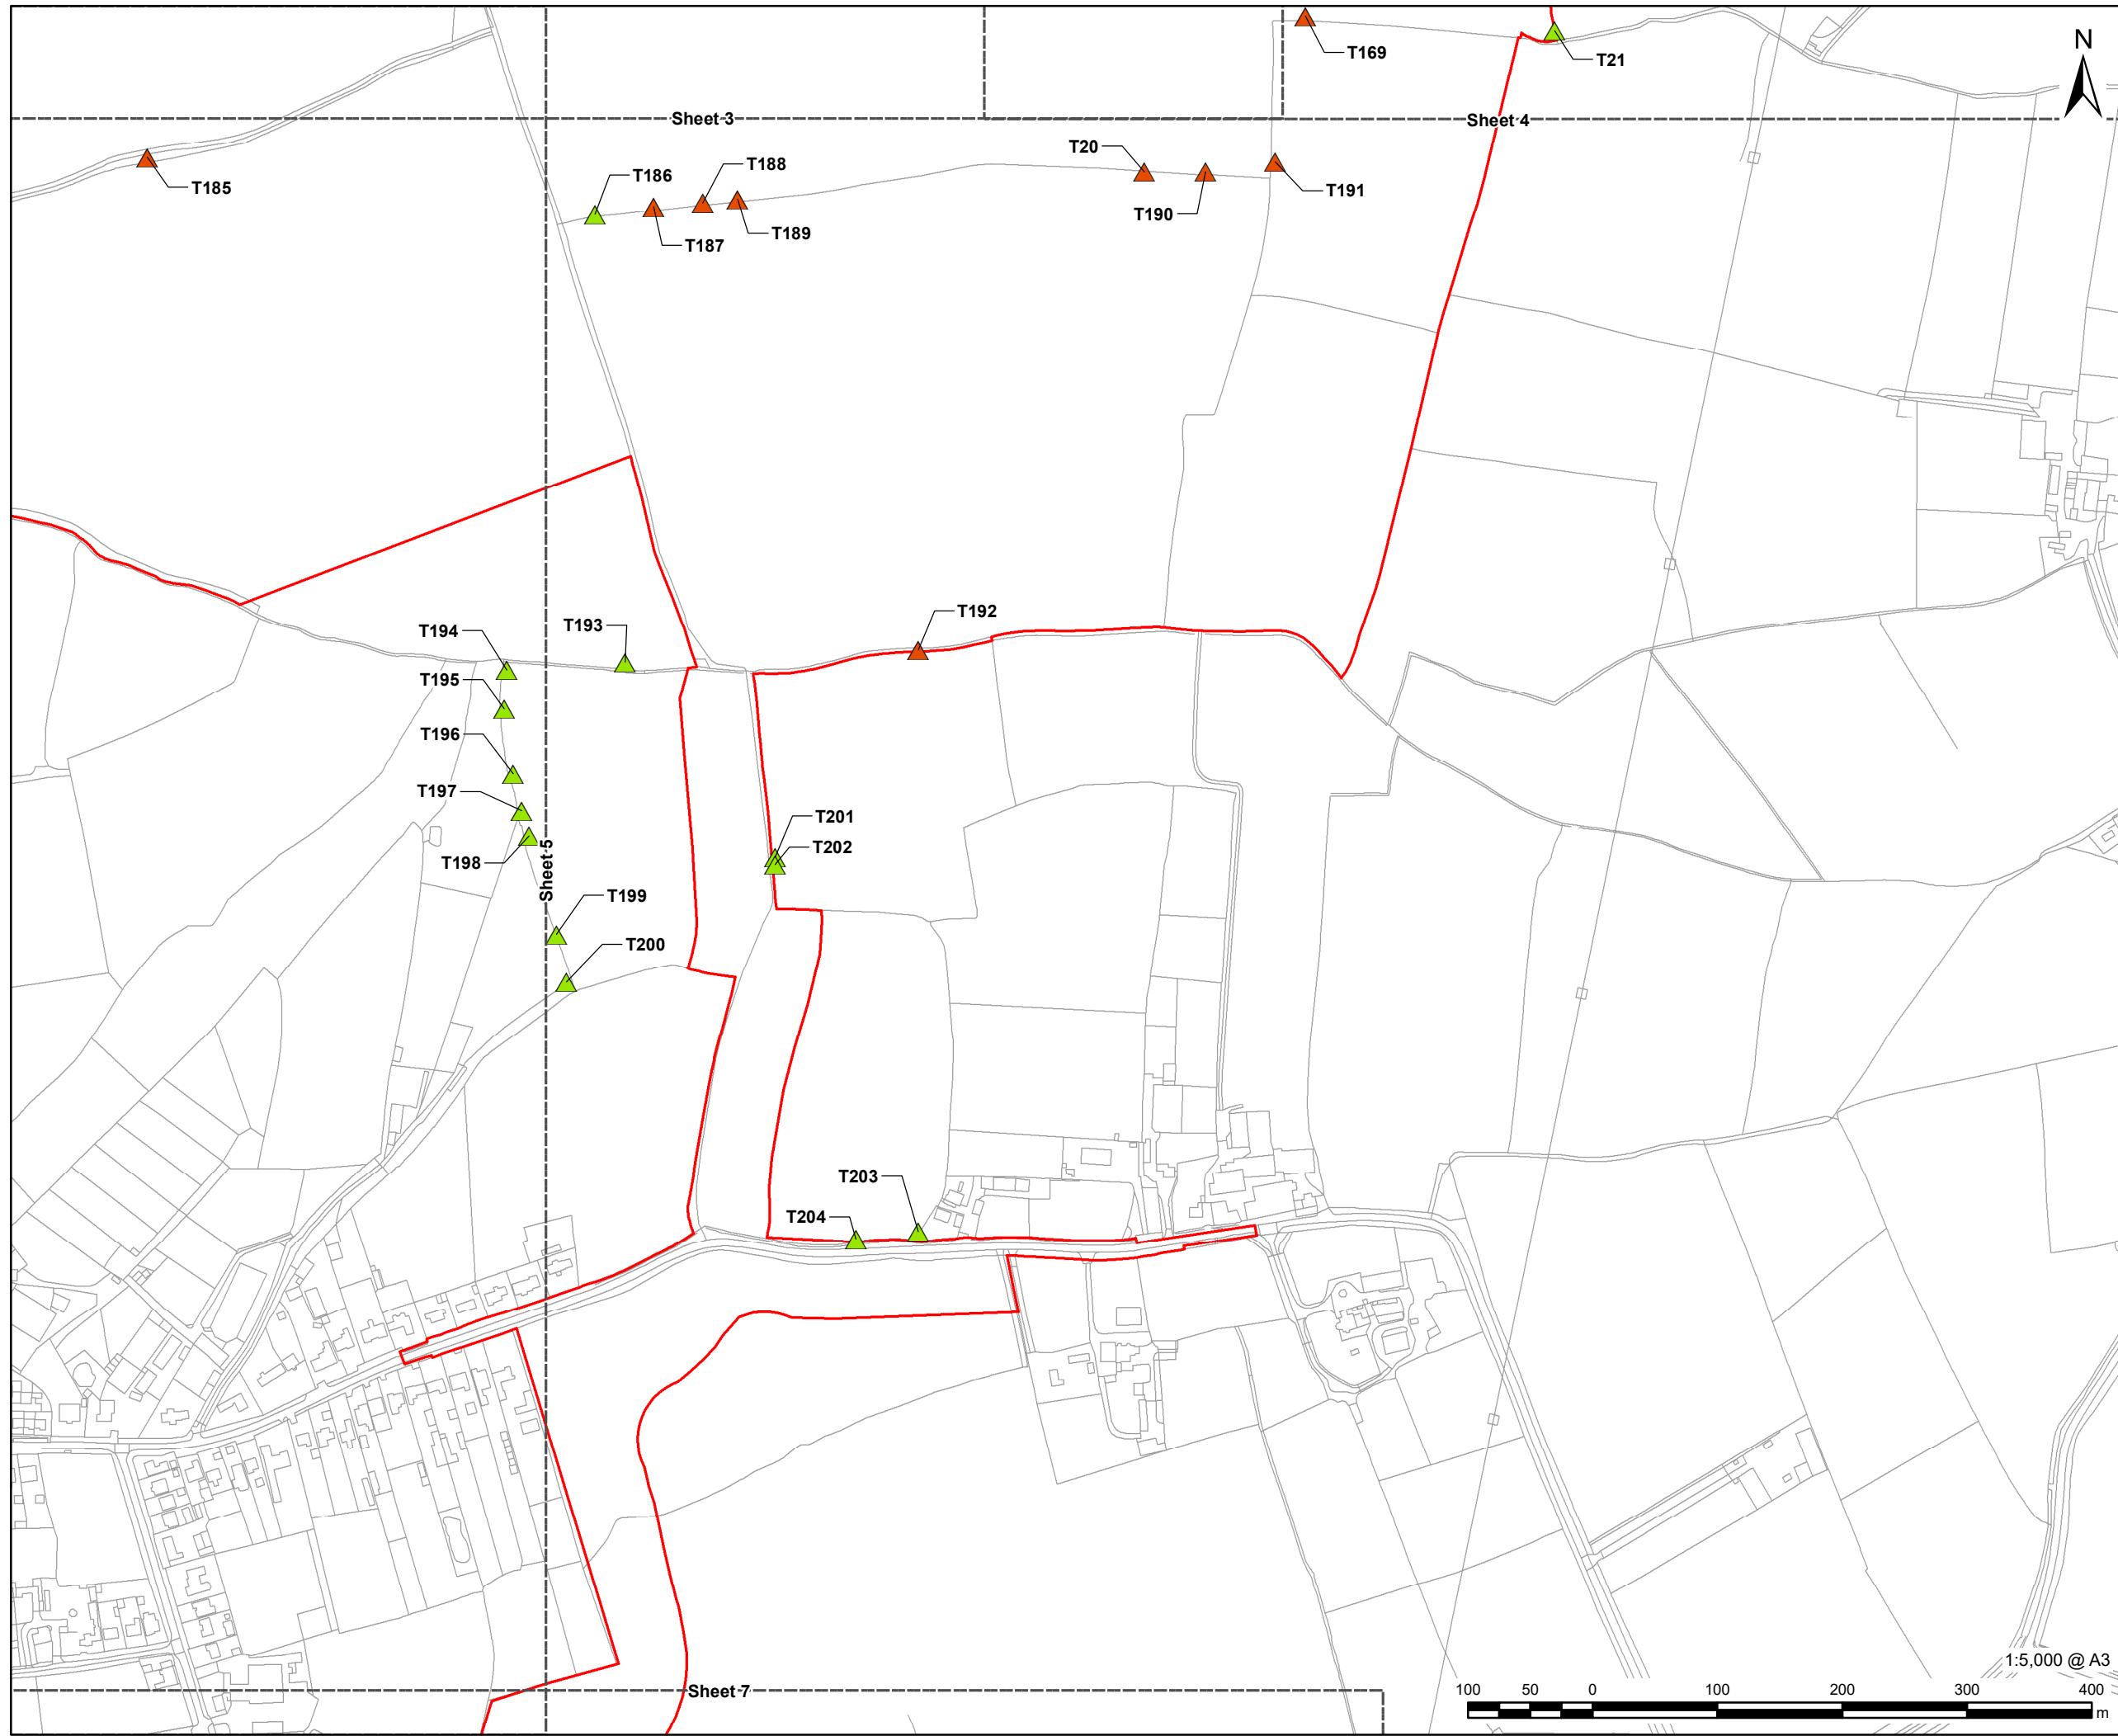 T169
T21
N
Sheet 3
Sheet 4
T20
T188
T186
T185
T191
T190
T189
T187
T192
T193
T194
T195
T196
T197
T201
T202
T198
Sheet 5
T199
T200
T203
T204
1:5,000 @ A3
Sheet 7
100 50 0 100 200 300 400
m